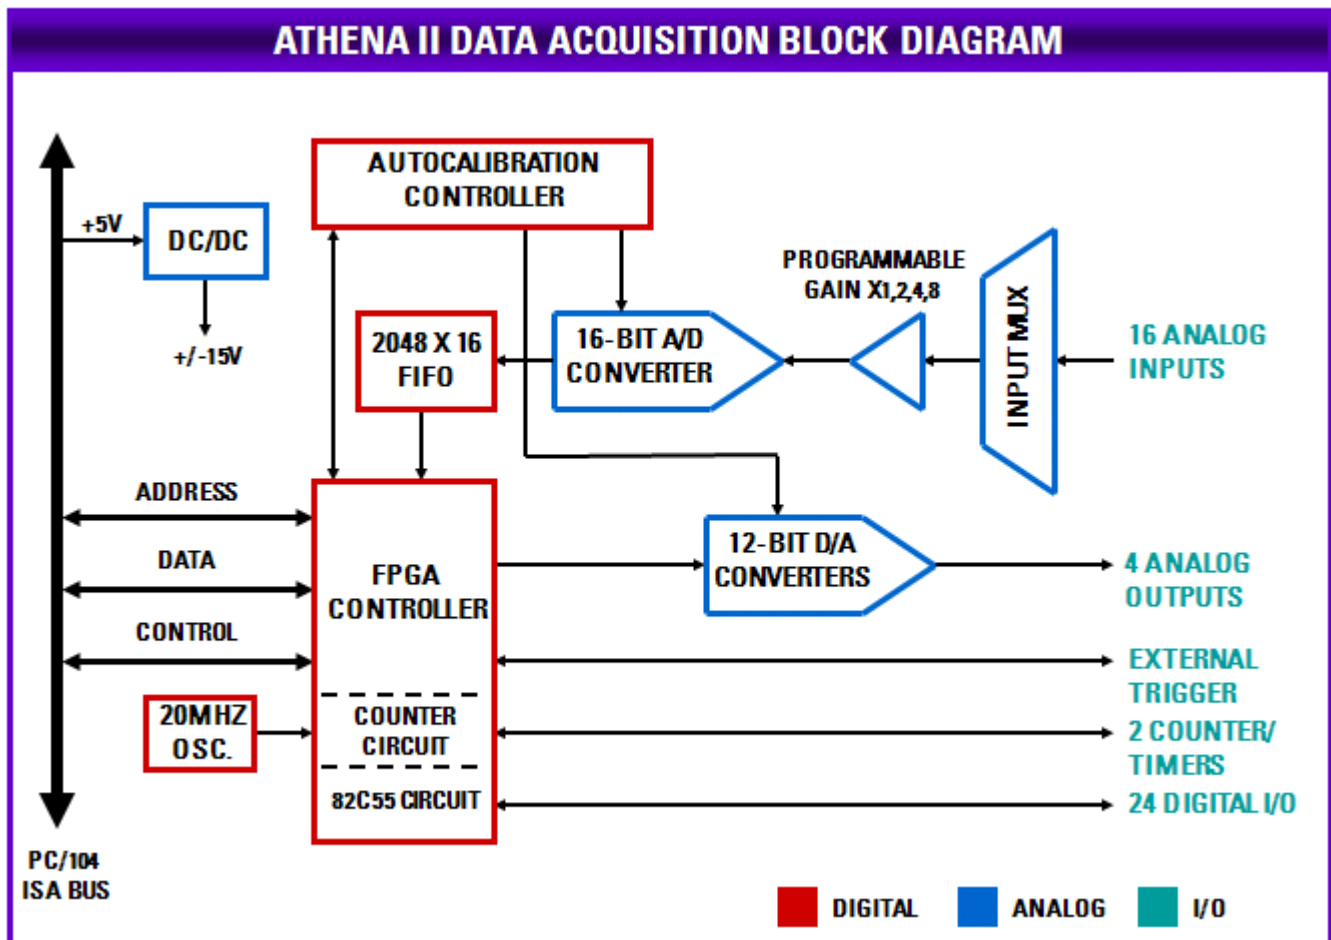 ATHENA II DATA ACQUISITION BLOCK DIAGRAM
AUTOCALIBRATION
CONTROLLER
+5V
DC/DC
+/-15V
PROGRAMMABLE
GAIN X1,2,4,8
INPUT MUX
16 ANALOG
INPUTS
2048 X 16
FIFO
16-BIT A/D
CONVERTER
ADDRESS
DATA
CONTROL
FPGA
CONTROLLER
12-BIT D/A
CONVERTERS
4 ANALOG
OUTPUTS
EXTERNAL
TRIGGER
20MHZ
OSC.
COUNTER
CIRCUIT
2 COUNTER/
TIMERS
82C55 CIRCUIT
24 DIGITAL I/O
PC/104
ISA BUS
DIGITAL
ANALOG
I/O